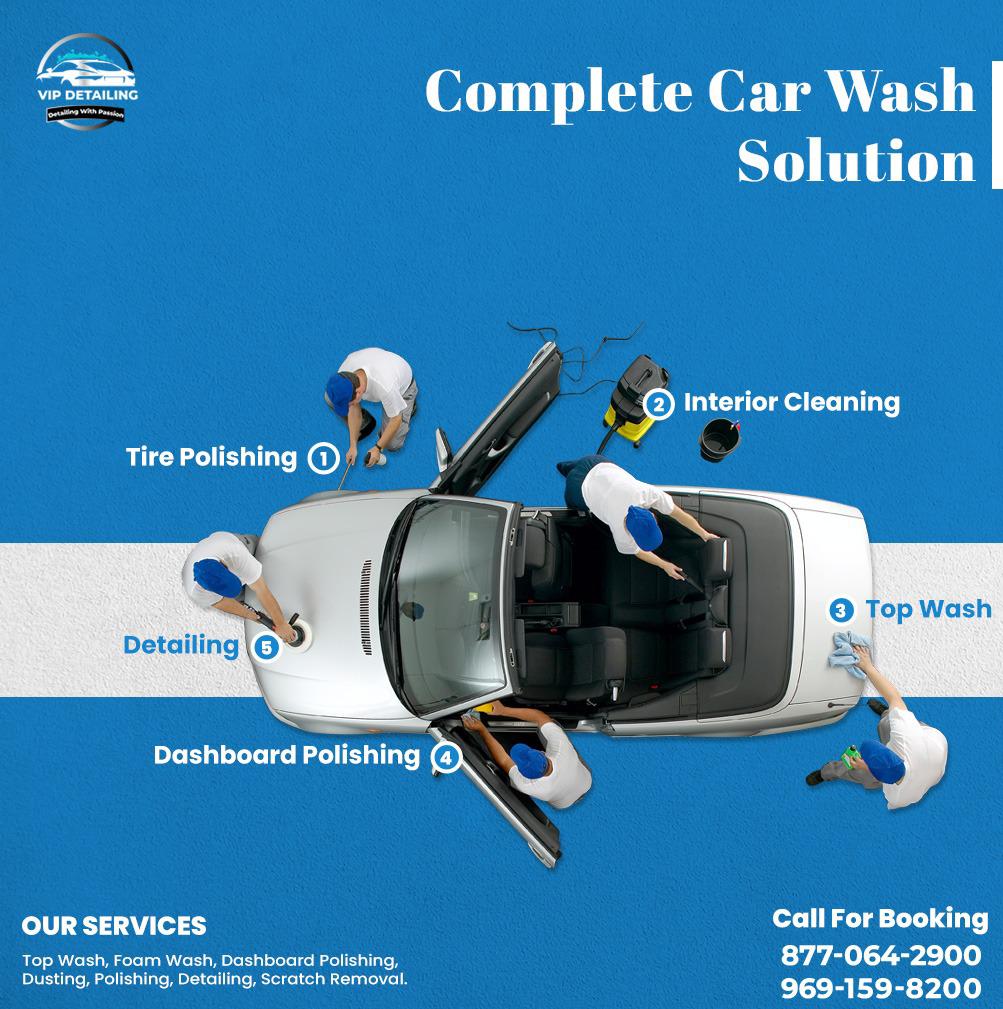 VIP DETAILING
Detailing With Passion
Complete Car Wash
Solution
2 Interior Cleaning
Tire Polishing 1
3 Top Wash
Detailing 5
Dashboard Polishing 4
OUR SERVICES
Top Wash, Foam Wash, Dashboard Polishing,
Dusting, Polishing, Detailing, Scratch Removal.
Call For Booking
877-064-2900
969-159-8200